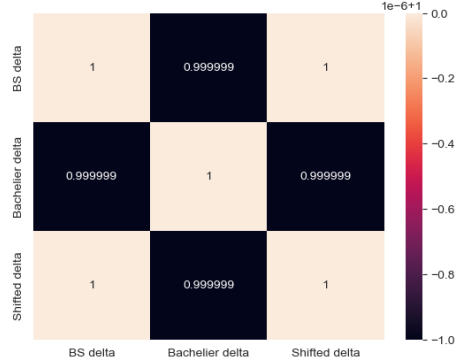 1e−6+1
BS delta
1
0.999999
1
0.0
−0.2
Bachelier delta
0.999999
1
0.999999
−0.4
−0.6
Shifted delta
1
0.999999
1
−0.8
−1.0
BS delta
Bachelier delta
Shifted delta